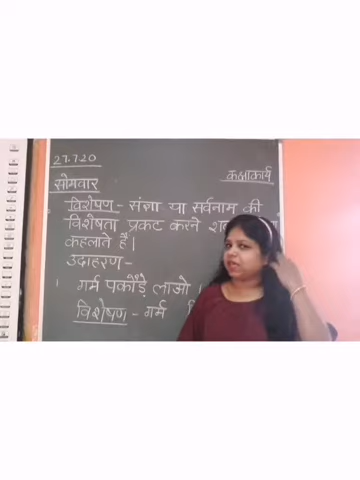 27.7.20
सोमवार
कक्षाकार्य
विशेषण - संज्ञा या सर्वनाम की
विशेषता प्रकट करने
कहलाते हैं।
उदाहरण-
गर्म पकौड़े लाओ।
विशेषण - गर्म